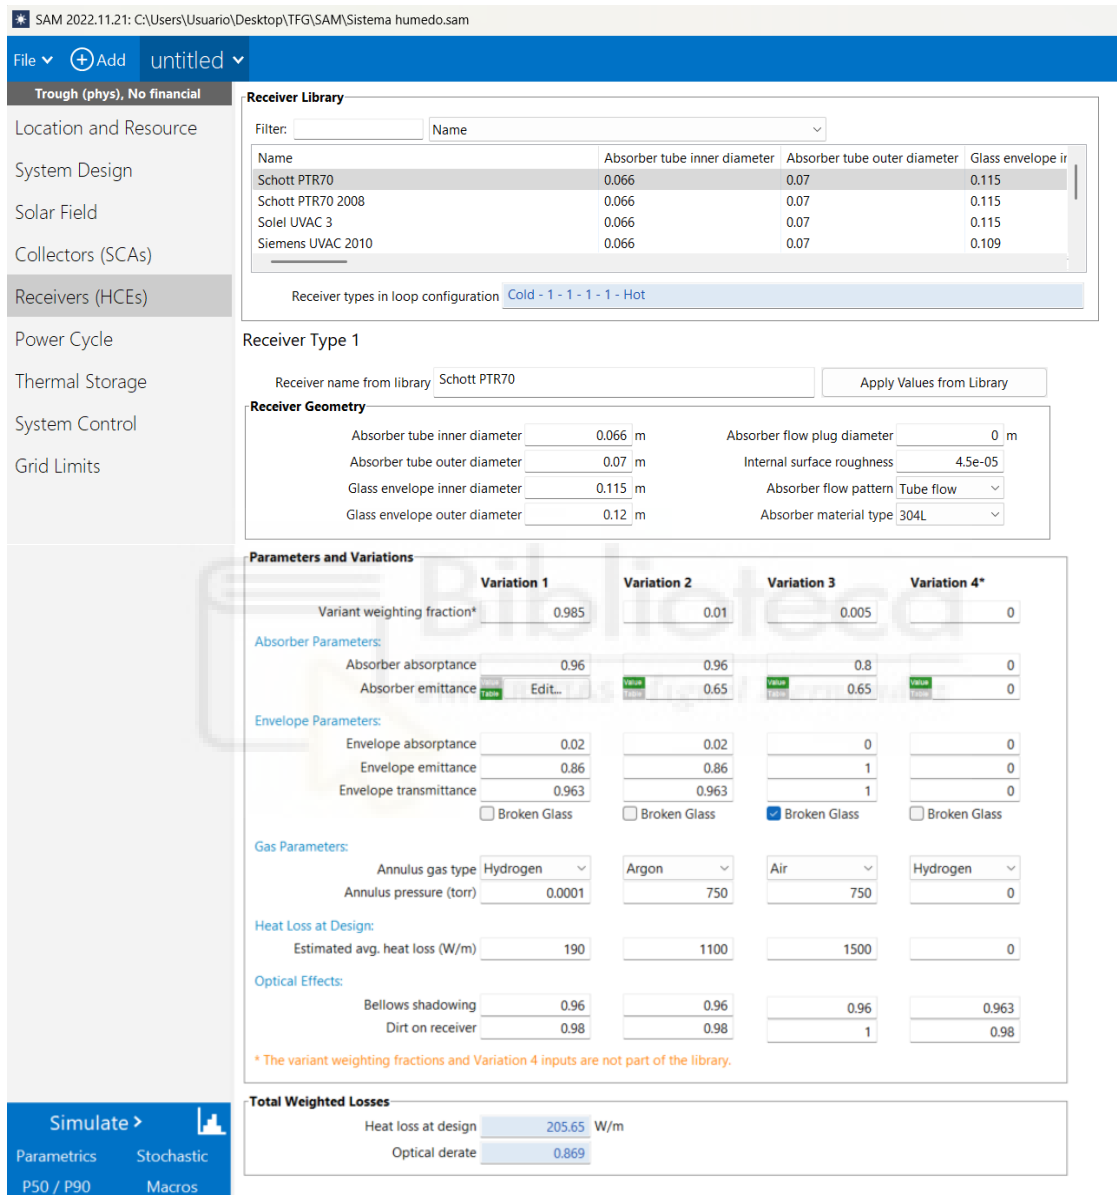 SAM 2022.11.21: C:\Users\Usuario\Desktop\TFG\SAM\Sistema humedo.sam
File Add untitled
Trough (phys), No financial
Location and Resource
System Design
Solar Field
Collectors (SCAs)
Receivers (HCEs)
Power Cycle
Thermal Storage
System Control
Grid Limits
Receiver Library
Filter: Name
Name Absorber tube inner diameter Absorber tube outer diameter Glass envelope ir
Schott PTR70 0.066 0.07 0.115
Schott PTR70 2008 0.066 0.07 0.115
Solel UVAC 3 0.066 0.07 0.115
Siemens UVAC 2010 0.066 0.07 0.109
Receiver types in loop configuration Cold - 1 - 1 - 1 - 1 - Hot
Receiver Type 1
Receiver name from library Schott PTR70 Apply Values from Library
Receiver Geometry
Absorber tube inner diameter 0.066 m Absorber flow plug diameter 0 m
Absorber tube outer diameter 0.07 m Internal surface roughness 4.5e-05
Glass envelope inner diameter 0.115 m Absorber flow pattern Tube flow
Glass envelope outer diameter 0.12 m Absorber material type 304L
Parameters and Variations
Variation 1 Variation 2 Variation 3 Variation 4*
Variant weighting fraction* 0.985 0.01 0.005 0
Absorber Parameters:
Absorber absorptance 0.96 0.96 0.8 0
Absorber emittance Value Table Edit... Value Table 0.65 Value Table 0.65 Value Table 0
Envelope Parameters:
Envelope absorptance 0.02 0.02 0 0
Envelope emittance 0.86 0.86 1 0
Envelope transmittance 0.963 0.963 1 0
Broken Glass Broken Glass Broken Glass Broken Glass
Gas Parameters:
Annulus gas type Hydrogen Argon Air Hydrogen
Annulus pressure (torr) 0.0001 750 750 0
Heat Loss at Design:
Estimated avg. heat loss (W/m) 190 1100 1500 0
Optical Effects:
Bellows shadowing 0.96 0.96 0.96 0.963
Dirt on receiver 0.98 0.98 1 0.98
* The variant weighting fractions and Variation 4 inputs are not part of the library.
Total Weighted Losses
Heat loss at design 205.65 W/m
Optical derate 0.869
Simulate >
Parametrics Stochastic
P50 / P90 Macros
Biblioteca